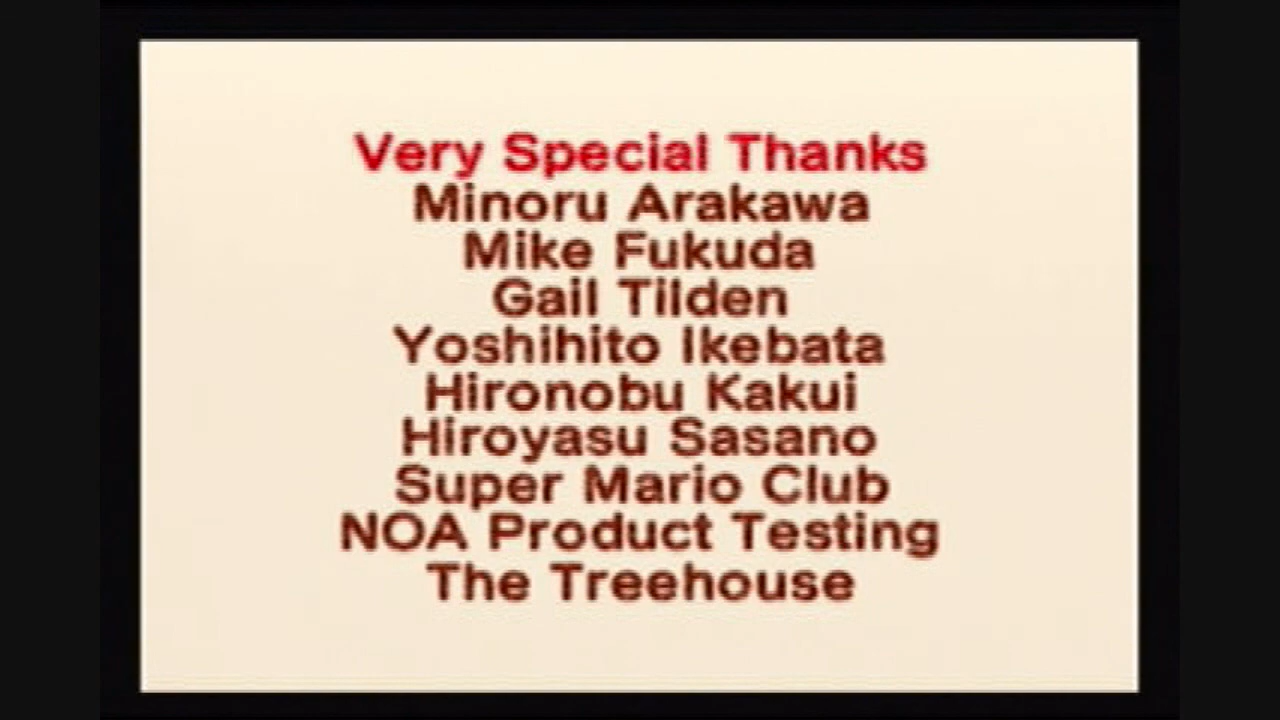 Very Special Thanks
Minoru Arakawa
Mike Fukuda
Gail Tilden
Yoshihito Ikebata
Hironobu Kakui
Hiroyasu Sasano
Super Mario Club
NOA Product Testing
The Treehouse